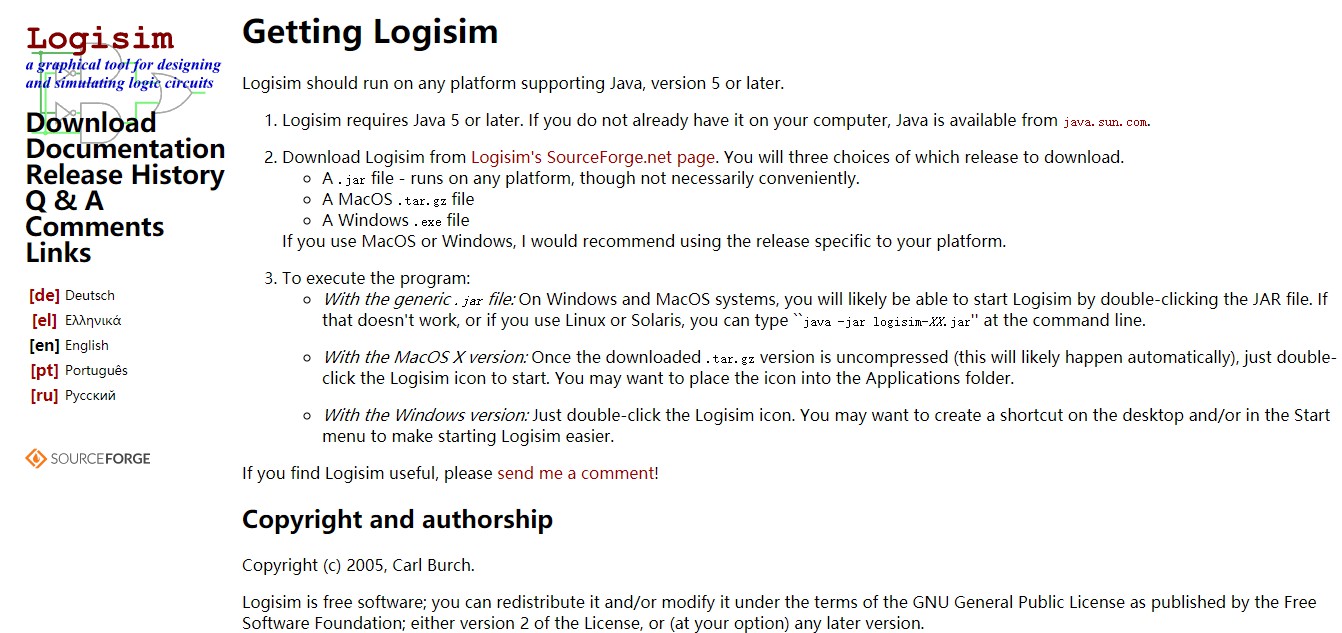 Logisim
a graphical tool for designing
and simulating logic circuits
Download
Documentation
Release History
Q & A
Comments
Links
[de] Deutsch
[el] Ελληνικά
[en] English
[pt] Português
[ru] Русский
SOURCEFORGE
Getting Logisim
Logisim should run on any platform supporting Java, version 5 or later.
1. Logisim requires Java 5 or later. If you do not already have it on your computer, Java is available from java.sun.com.
2. Download Logisim from Logisim's SourceForge.net page. You will three choices of which release to download.
◦ A .jar file - runs on any platform, though not necessarily conveniently.
◦ A MacOS .tar.gz file
◦ A Windows .exe file
If you use MacOS or Windows, I would recommend using the release specific to your platform.
3. To execute the program:
◦ With the generic .jar file: On Windows and MacOS systems, you will likely be able to start Logisim by double-clicking the JAR file. If
that doesn't work, or if you use Linux or Solaris, you can type ``java -jar logisim-XX.jar'' at the command line.
◦ With the MacOS X version: Once the downloaded .tar.gz version is uncompressed (this will likely happen automatically), just double-
click the Logisim icon to start. You may want to place the icon into the Applications folder.
◦ With the Windows version: Just double-click the Logisim icon. You may want to create a shortcut on the desktop and/or in the Start
menu to make starting Logisim easier.
If you find Logisim useful, please send me a comment!
Copyright and authorship
Copyright (c) 2005, Carl Burch.
Logisim is free software; you can redistribute it and/or modify it under the terms of the GNU General Public License as published by the Free
Software Foundation; either version 2 of the License, or (at your option) any later version.